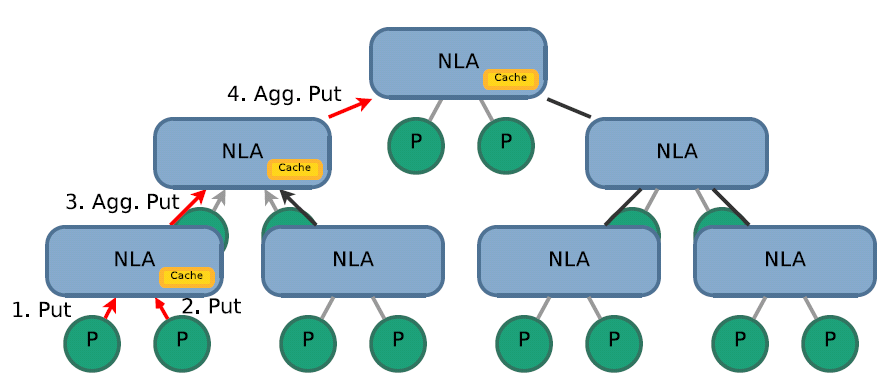 NLA
Cache
4. Agg. Put
P
P
NLA
Cache
NLA
3. Agg. Put
NLA
Cache
NLA
NLA
NLA
1. Put
2. Put
P
P
P
P
P
P
P
P